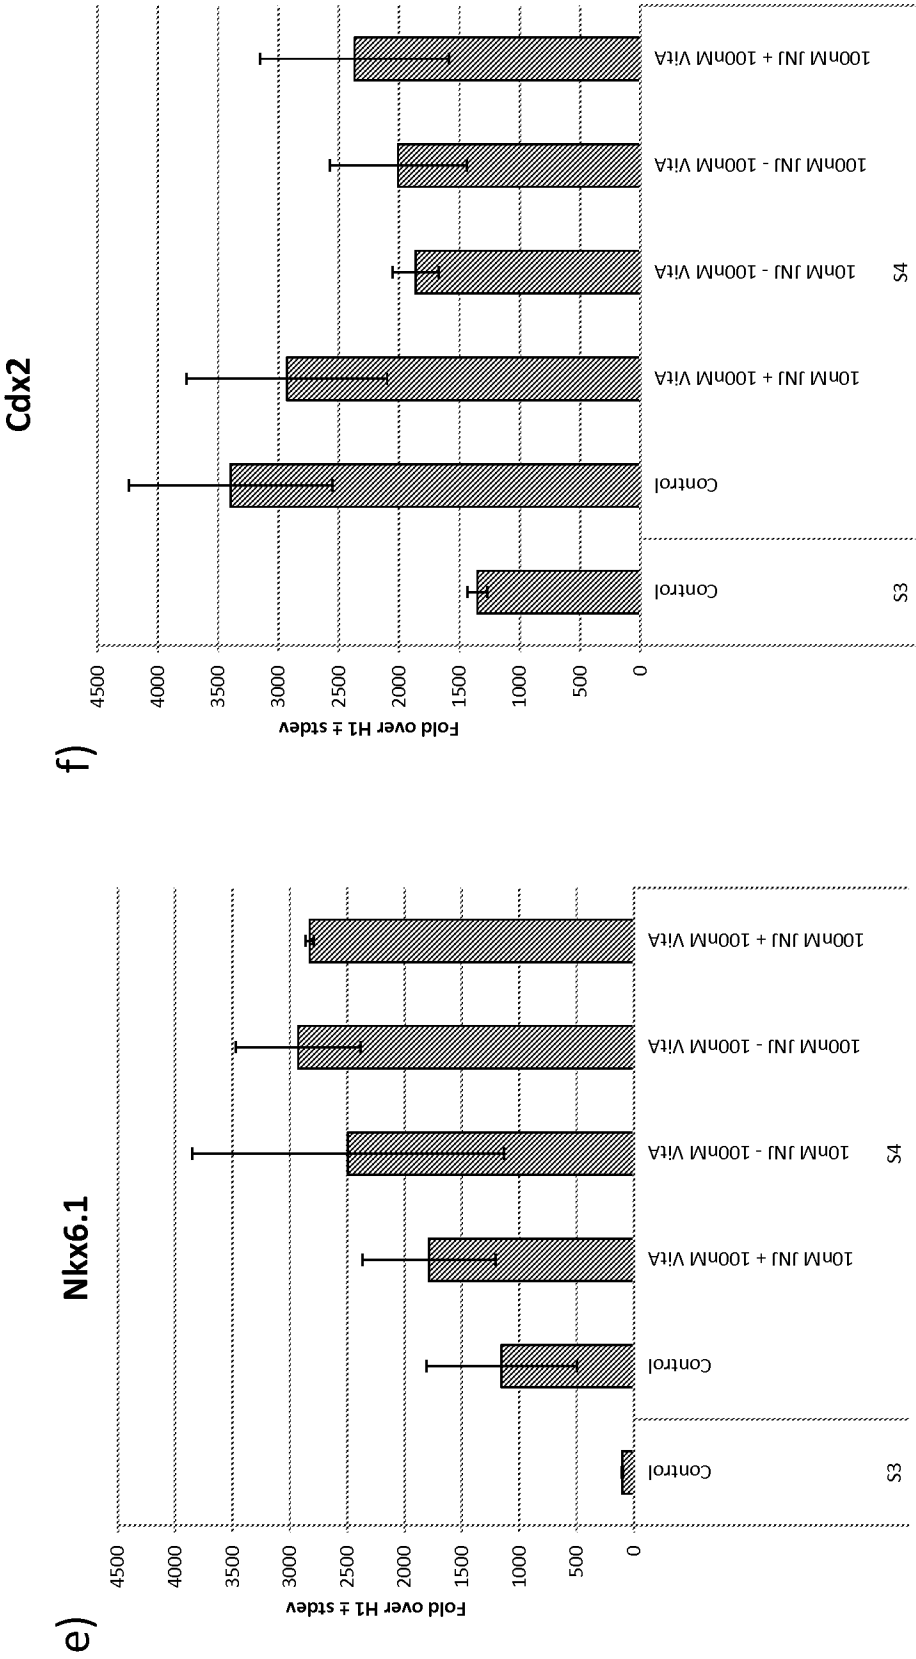 f)
Cdx2
4500
4000
3500
3000
2500
2000
1500
1000
500
0
Fold over H1 ± stdev
Control
Control
10nM JNJ + 100nM VitA
10nM JNJ - 100nM VitA
100nM JNJ - 100nM VitA
100nM JNJ + 100nM VitA
S3
S4
e)
Nkx6.1
4500
4000
3500
3000
2500
2000
1500
1000
500
0
Fold over H1 ± stdev
Control
Control
10nM JNJ + 100nM VitA
10nM JNJ - 100nM VitA
100nM JNJ - 100nM VitA
100nM JNJ + 100nM VitA
S3
S4